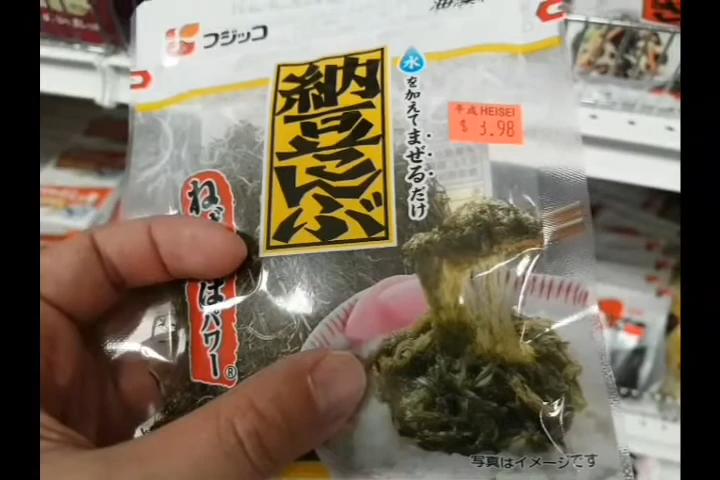 フジッコ
納豆こんぶ
水
を加えてまぜるだけ
平成 HEISEI
$ 3.98
ねば
ばパワー®
写真はイメージです